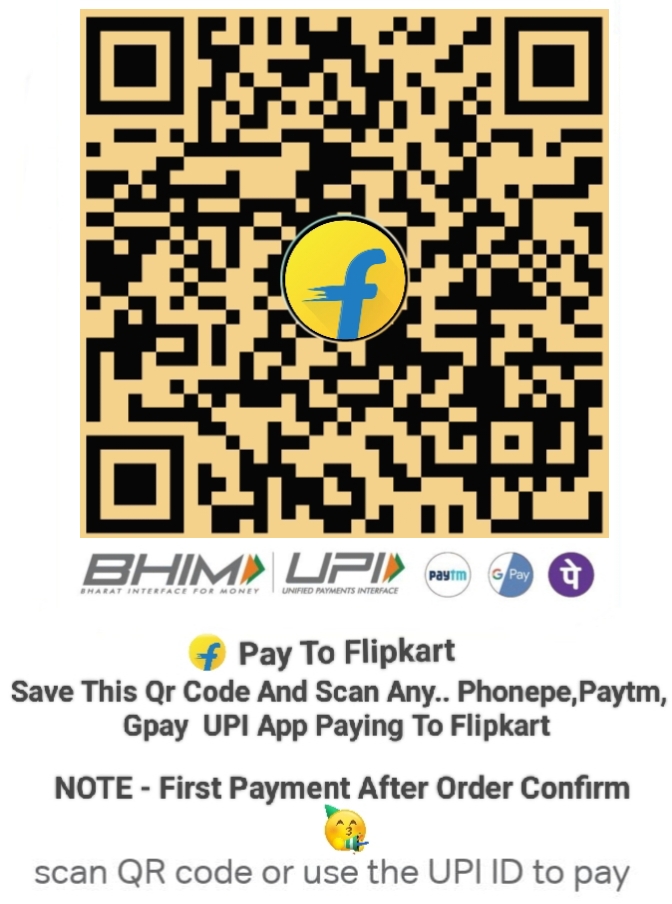 BHIM UPI Paytm G Pay पे
BHARAT INTERFACE FOR MONEY UNIFIED PAYMENTS INTERFACE
Pay To Flipkart
Save This Qr Code And Scan Any.. Phonepe,Paytm,
Gpay UPI App Paying To Flipkart
NOTE - First Payment After Order Confirm
scan QR code or use the UPI ID to pay